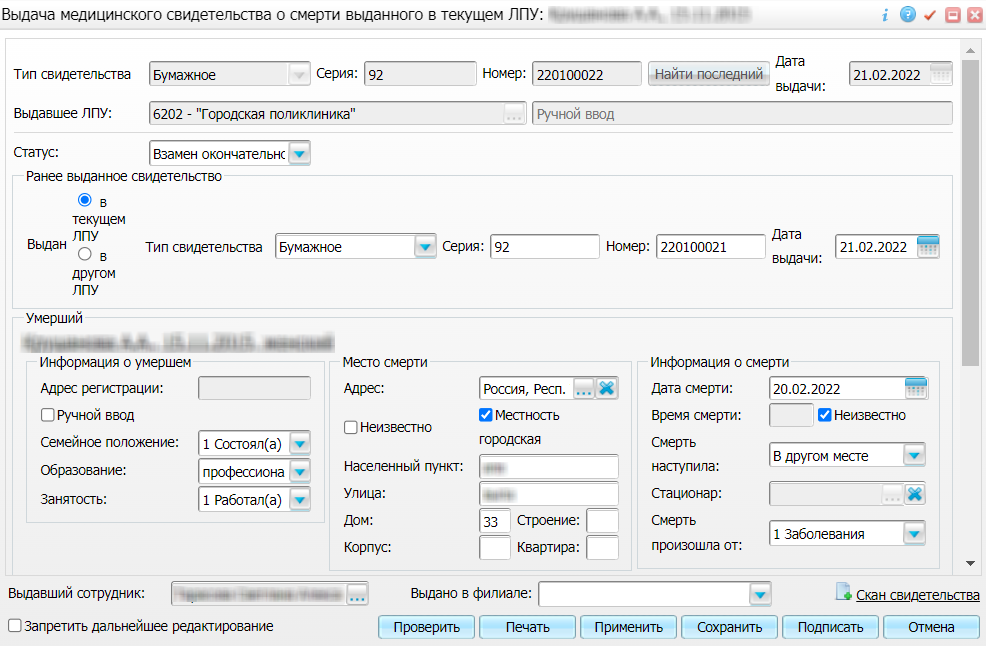 Выдача медицинского свидетельства о смерти выданного в текущем ЛПУ:
Тип свидетельства Бумажное Серия: 92 Номер: 220100022 Найти последний Дата выдачи: 21.02.2022
Выдавшее ЛПУ: 6202 - "Городская поликлиника" ... Ручной ввод
Статус: Взамен окончательнс
Ранее выданное свидетельство
Выдан
в текущем ЛПУ
в другом ЛПУ
Тип свидетельства Бумажное Серия: 92 Номер: 220100021 Дата выдачи: 21.02.2022
Умерший
Информация о умершем
Адрес регистрации:
Ручной ввод
Семейное положение: 1 Состоял(а)
Образование: профессиона
Занятость: 1 Работал(а)
Место смерти
Адрес: Россия, Респ. ...
Неизвестно
Местность городская
Населенный пункт:
Улица:
Дом: 33 Строение:
Корпус: Квартира:
Информация о смерти
Дата смерти: 20.02.2022
Время смерти: Неизвестно
Смерть наступила: В другом месте
Стационар: ...
Смерть произошла от: 1 Заболевания
Выдавший сотрудник: ... Выдано в филиале: Скан свидетельства
Запретить дальнейшее редактирование
Проверить Печать Применить Сохранить Подписать Отмена